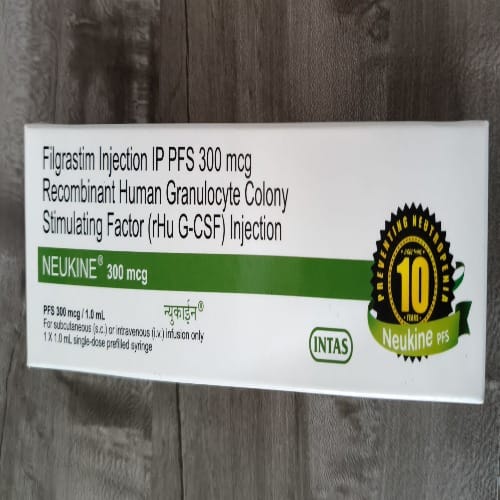 Filgrastim Injection IP PFS 300 mcg
Recombinant Human Granulocyte Colony
Stimulating Factor (rHu G-CSF) Injection
NEUKINE® 300 mcg
PFS 300 mcg / 1.0 mL
न्युकाईन®
For subcutaneous (s.c.) or intravenous (i.v.) infusion only
1 X 1.0 mL single-dose prefilled syringe
INTAS
PREVENTING NEUTROPENIA
10
YEARS
Neukine PFS